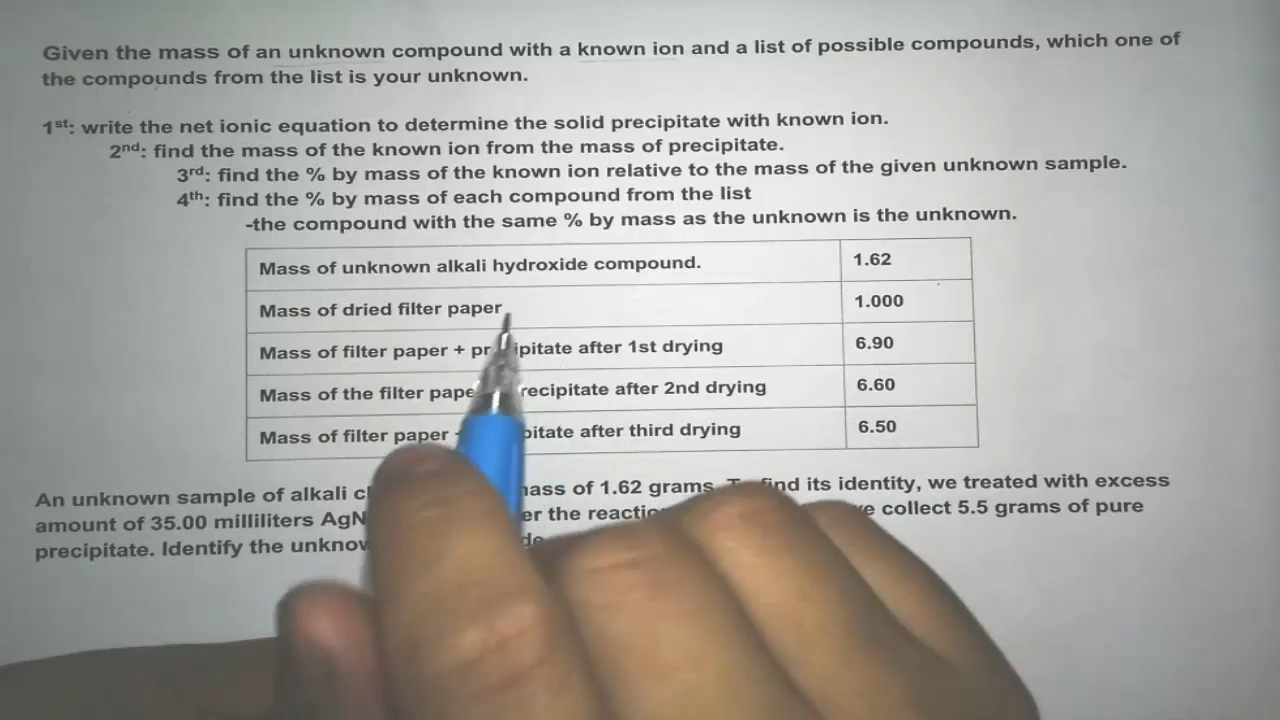 Given the mass of an unknown compound with a known ion and a list of possible compounds, which one of
the compounds from the list is your unknown.
1st: write the net ionic equation to determine the solid precipitate with known ion.
2nd: find the mass of the known ion from the mass of precipitate.
3rd: find the % by mass of the known ion relative to the mass of the given unknown sample.
4th: find the % by mass of each compound from the list
-the compound with the same % by mass as the unknown is the unknown.
Mass of unknown alkali hydroxide compound. 1.62
Mass of dried filter paper 1.000
Mass of filter paper + pr ipitate after 1st drying 6.90
Mass of the filter pape recipitate after 2nd drying 6.60
Mass of filter paper pitate after third drying 6.50
An unknown sample of alkali c ass of 1.62 grams. find its identity, we treated with excess
amount of 35.00 milliliters AgN er the reactio e collect 5.5 grams of pure
precipitate. Identify the unknow de